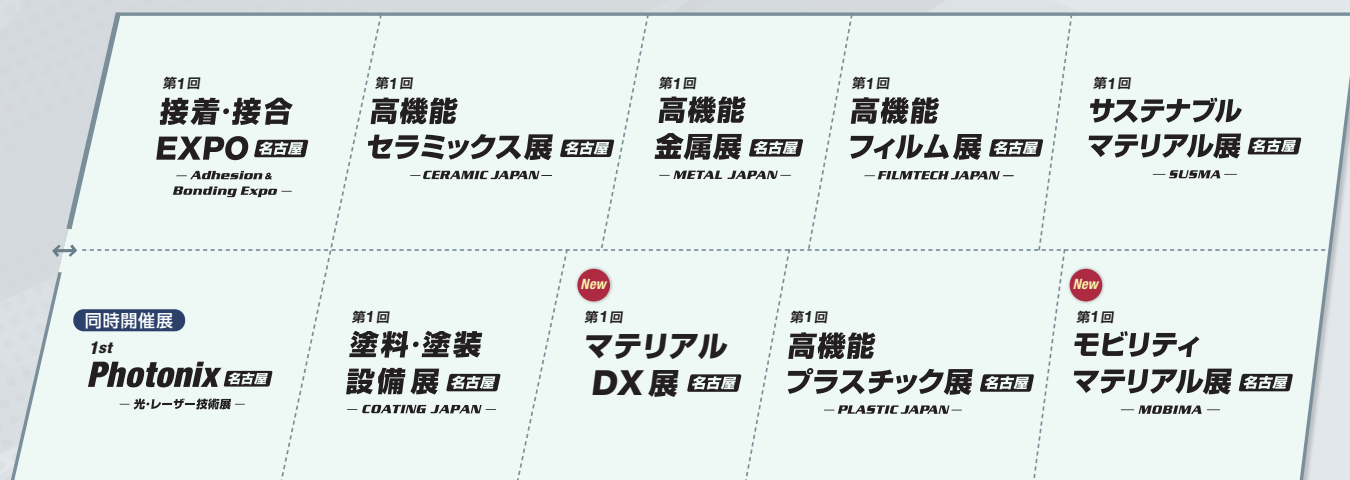 第1回
接着・接合
EXPO 名古屋
— Adhesion &
Bonding Expo —
第1回
高機能
セラミックス展 名古屋
— CERAMIC JAPAN —
第1回
高機能
金属展 名古屋
— METAL JAPAN —
第1回
高機能
フィルム展 名古屋
— FILMTECH JAPAN —
第1回
サステナブル
マテリアル展 名古屋
— SUSMA —
同時開催展
1st
Photonix 名古屋
— 光・レーザー技術展 —
第1回
塗料・塗装
設備展 名古屋
— COATING JAPAN —
New
第1回
マテリアル
DX展 名古屋
第1回
高機能
プラスチック展 名古屋
— PLASTIC JAPAN —
New
第1回
モビリティ
マテリアル展 名古屋
— MOBIMA —